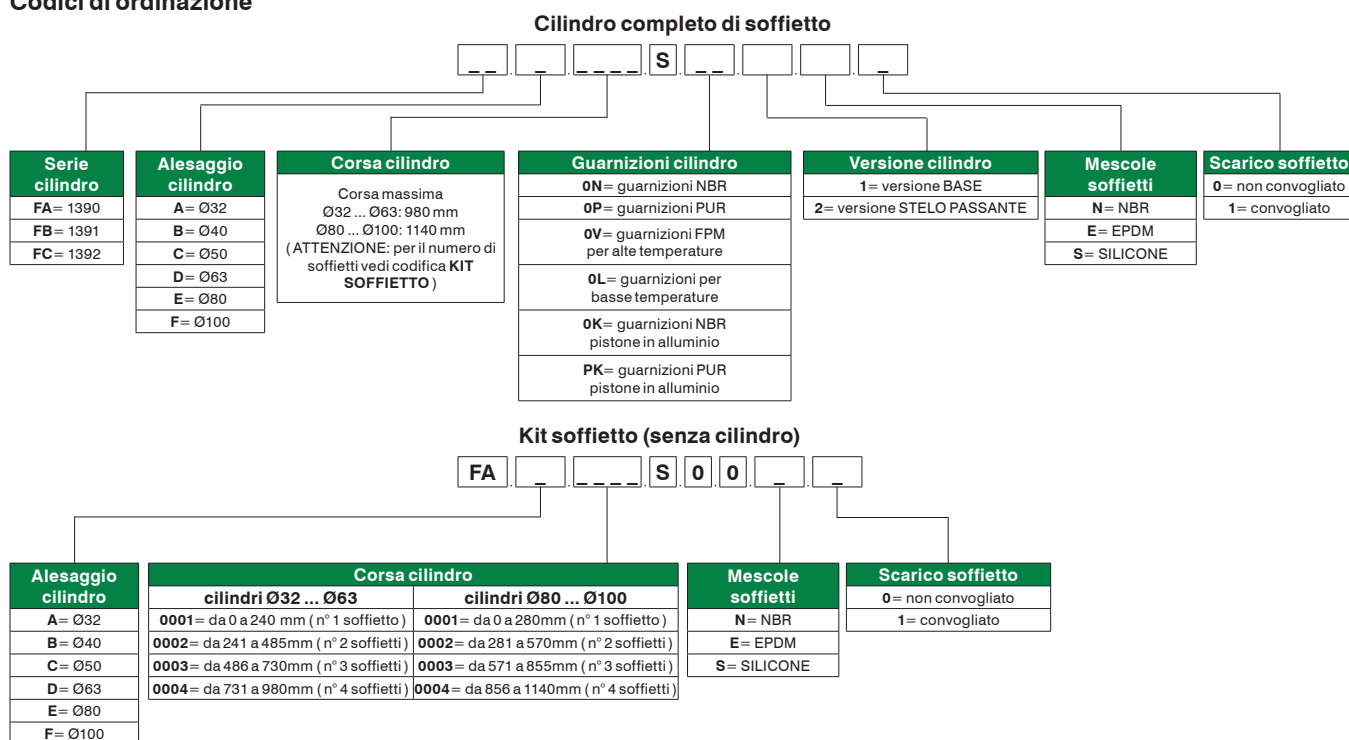 Codici di ordinazione
Cilindro completo di soffietto
_ _ . _ . _ _ _ _ S . _ _ . . . _
Serie cilindro
FA= 1390
FB= 1391
FC= 1392
Alesaggio cilindro
A= Ø32
B= Ø40
C= Ø50
D= Ø63
E= Ø80
F= Ø100
Corsa cilindro
Corsa massima
Ø32 ... Ø63: 980 mm
Ø80 ... Ø100: 1140 mm
( ATTENZIONE: per il numero di
soffietti vedi codifica KIT
SOFFIETTO )
Guarnizioni cilindro
0N= guarnizioni NBR
0P= guarnizioni PUR
0V= guarnizioni FPM
per alte temperature
0L= guarnizioni per
basse temperature
0K= guarnizioni NBR
pistone in alluminio
PK= guarnizioni PUR
pistone in alluminio
Versione cilindro
1= versione BASE
2= versione STELO PASSANTE
Mescole
soffietti
N= NBR
E= EPDM
S= SILICONE
Scarico soffietto
0= non convogliato
1= convogliato
Kit soffietto (senza cilindro)
FA . _ . _ _ _ _ S . 0 . 0 . _ . _
Alesaggio
cilindro
A= Ø32
B= Ø40
C= Ø50
D= Ø63
E= Ø80
F= Ø100
Corsa cilindro
cilindri Ø32 ... Ø63 cilindri Ø80 ... Ø100
0001= da 0 a 240 mm ( n° 1 soffietto ) 0001= da 0 a 280mm ( n° 1 soffietto )
0002= da 241 a 485mm ( n° 2 soffietti ) 0002= da 281 a 570mm ( n° 2 soffietti )
0003= da 486 a 730mm ( n° 3 soffietti ) 0003= da 571 a 855mm ( n° 3 soffietti )
0004= da 731 a 980mm ( n° 4 soffietti ) 0004= da 856 a 1140mm ( n° 4 soffietti )
Mescole
soffietti
N= NBR
E= EPDM
S= SILICONE
Scarico soffietto
0= non convogliato
1= convogliato